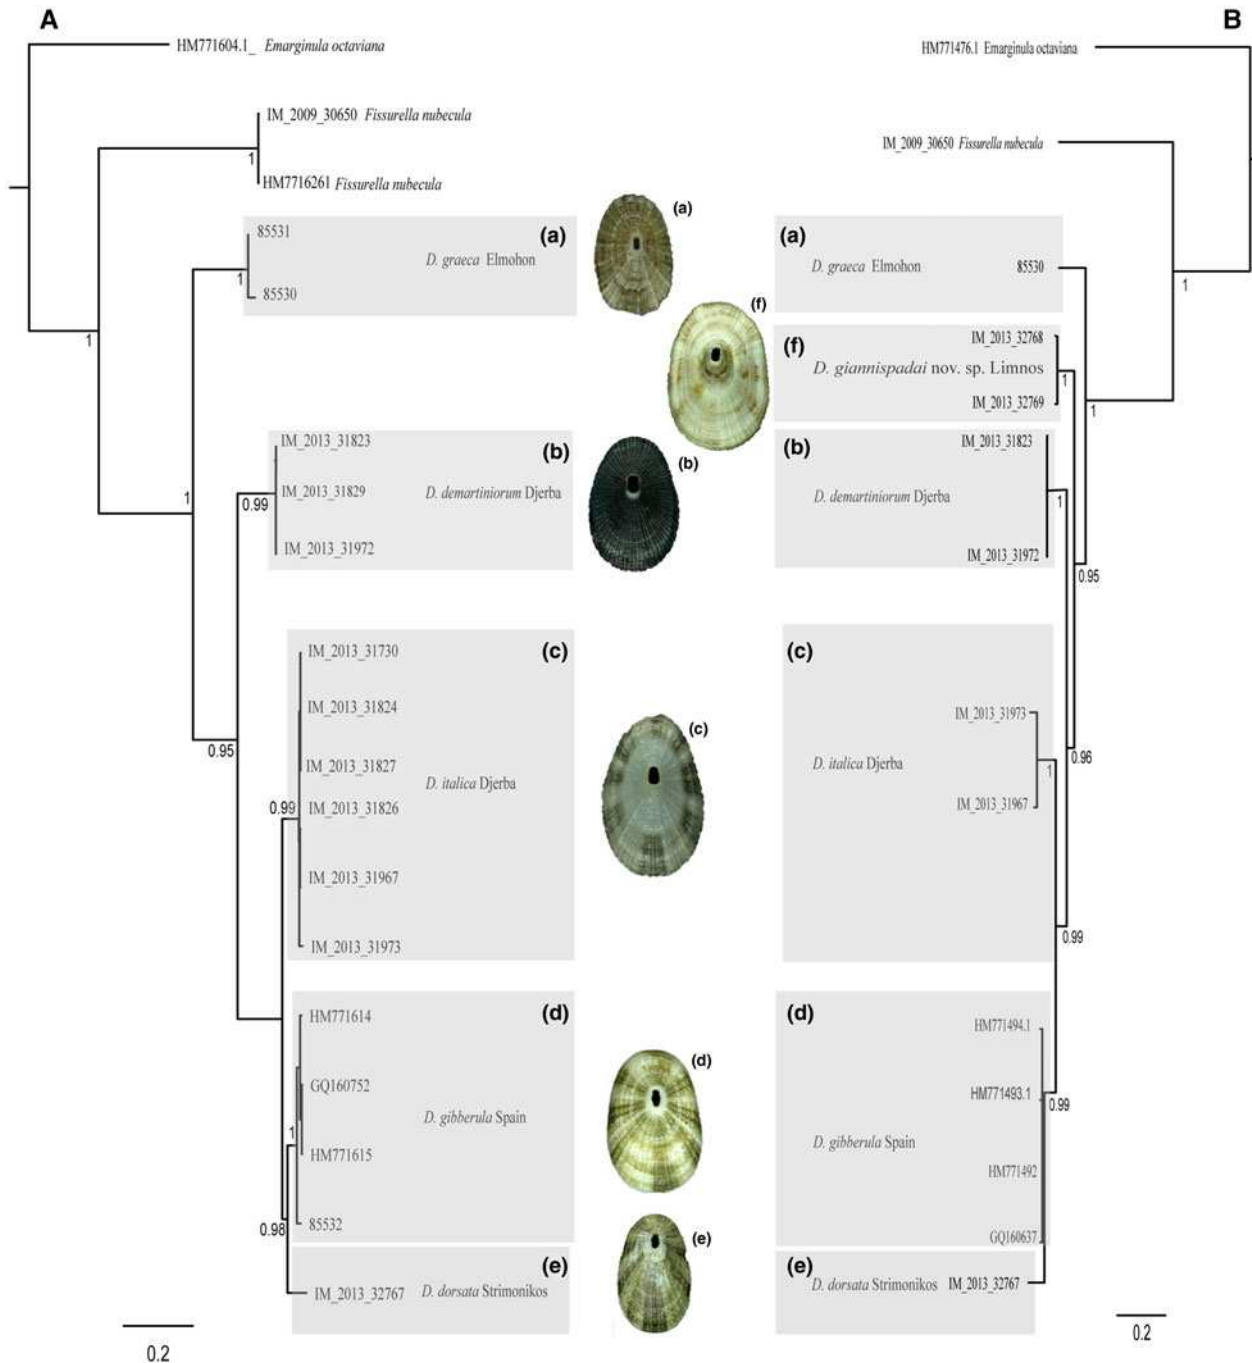 A
HM771604.1_ Emarginula octaviana
IM_2009_30650 Fissurella nubecula
1
HM7716261 Fissurella nubecula
85531
(a)
D. graeca Elmohon
1
85530
1
IM_2013_31823
(b)
1
IM_2013_31829
D. demartiniorum Djerba
0.99
IM_2013_31972
IM_2013_31730
(c)
IM_2013_31824
0.95
IM_2013_31827
D. italica Djerba
0.99
IM_2013_31826
IM_2013_31967
IM_2013_31973
HM771614
(d)
GQ160752
D. gibberula Spain
1
HM771615
85532
0.98
(e)
IM_2013_32767
D. dorsata Strimonikos
0.2
(a)
(f)
(b)
(c)
(d)
(e)
B
HM771476.1 Emarginula octaviana
IM_2009_30650 Fissurella nubecula
(a)
D. graeca Elmohon
85530
1
(f)
IM_2013_32768
D. giannispadai nov. sp. Limnos
1
IM_2013_32769
1
(b)
IM_2013_31823
D. demartiniorum Djerba
1
IM_2013_31972
0.95
(c)
IM_2013_31973
D. italica Djerba
1
0.96
IM_2013_31967
0.99
(d)
HM771494.1
HM771493.1
0.99
D. gibberula Spain
HM771492
GQ160637
(e)
D. dorsata Strimonikos IM_2013_32767
0.2